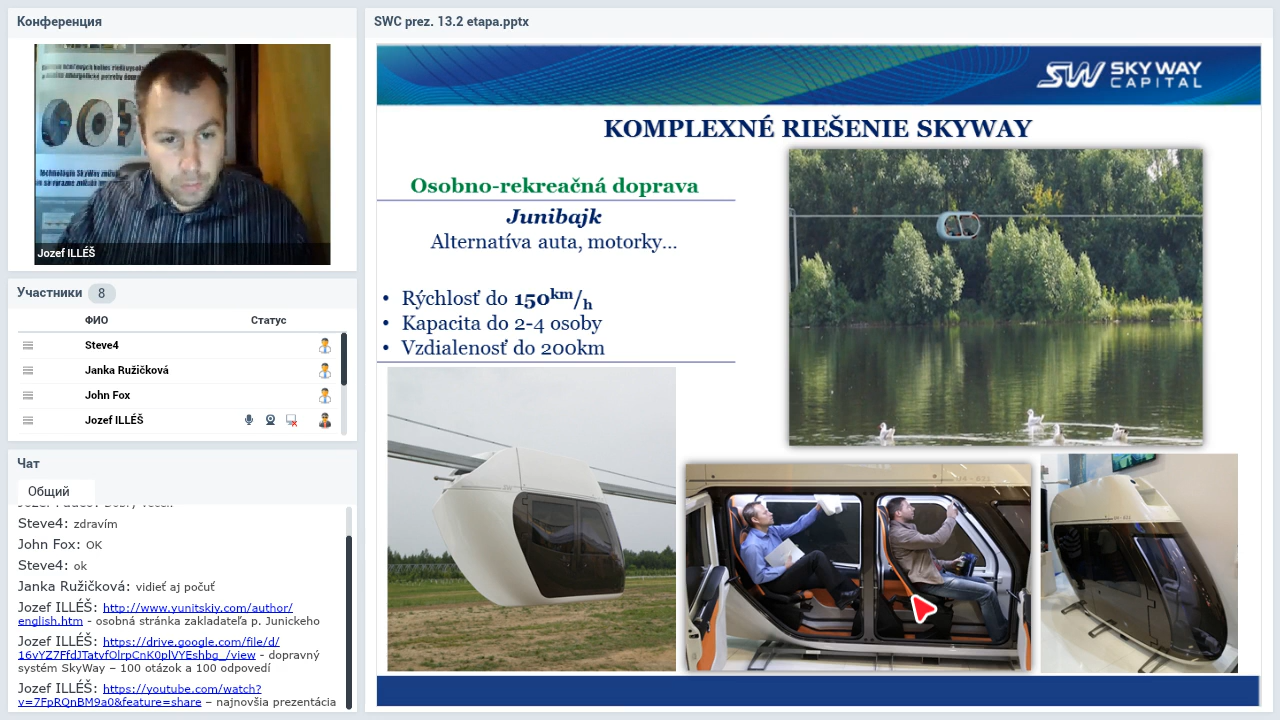 Конференция
Jozef ILLÉŠ
Участники 8
ФИО Статус
Steve4
Janka Ružičková
John Fox
Jozef ILLÉŠ
Чат
Общий
Steve4: zdravím
John Fox: OK
Steve4: ok
Janka Ružičková: vidieť aj počuť
Jozef ILLÉŠ: http://www.yunitskiy.com/author/
english.htm - osobná stránka zakladateľa p. Junickeho
Jozef ILLÉŠ: https://drive.google.com/file/d/
16vYZ7FfdJTatvfOlrpCnK0plVYEshbg_/view - dopravný
systém SkyWay – 100 otázok a 100 odpovedí
Jozef ILLÉŠ: https://youtube.com/watch?
v=7FpRQnBM9a0&feature=share – najnovšia prezentácia
SWC prez. 13.2 etapa.pptx
SW SKY WAY
CAPITAL
KOMPLEXNÉ RIEŠENIE SKYWAY
Osobno-rekreačná doprava
Junibajk
Alternatíva auta, motorky...
• Rýchlosť do 150km/h
• Kapacita do 2-4 osoby
• Vzdialenosť do 200km